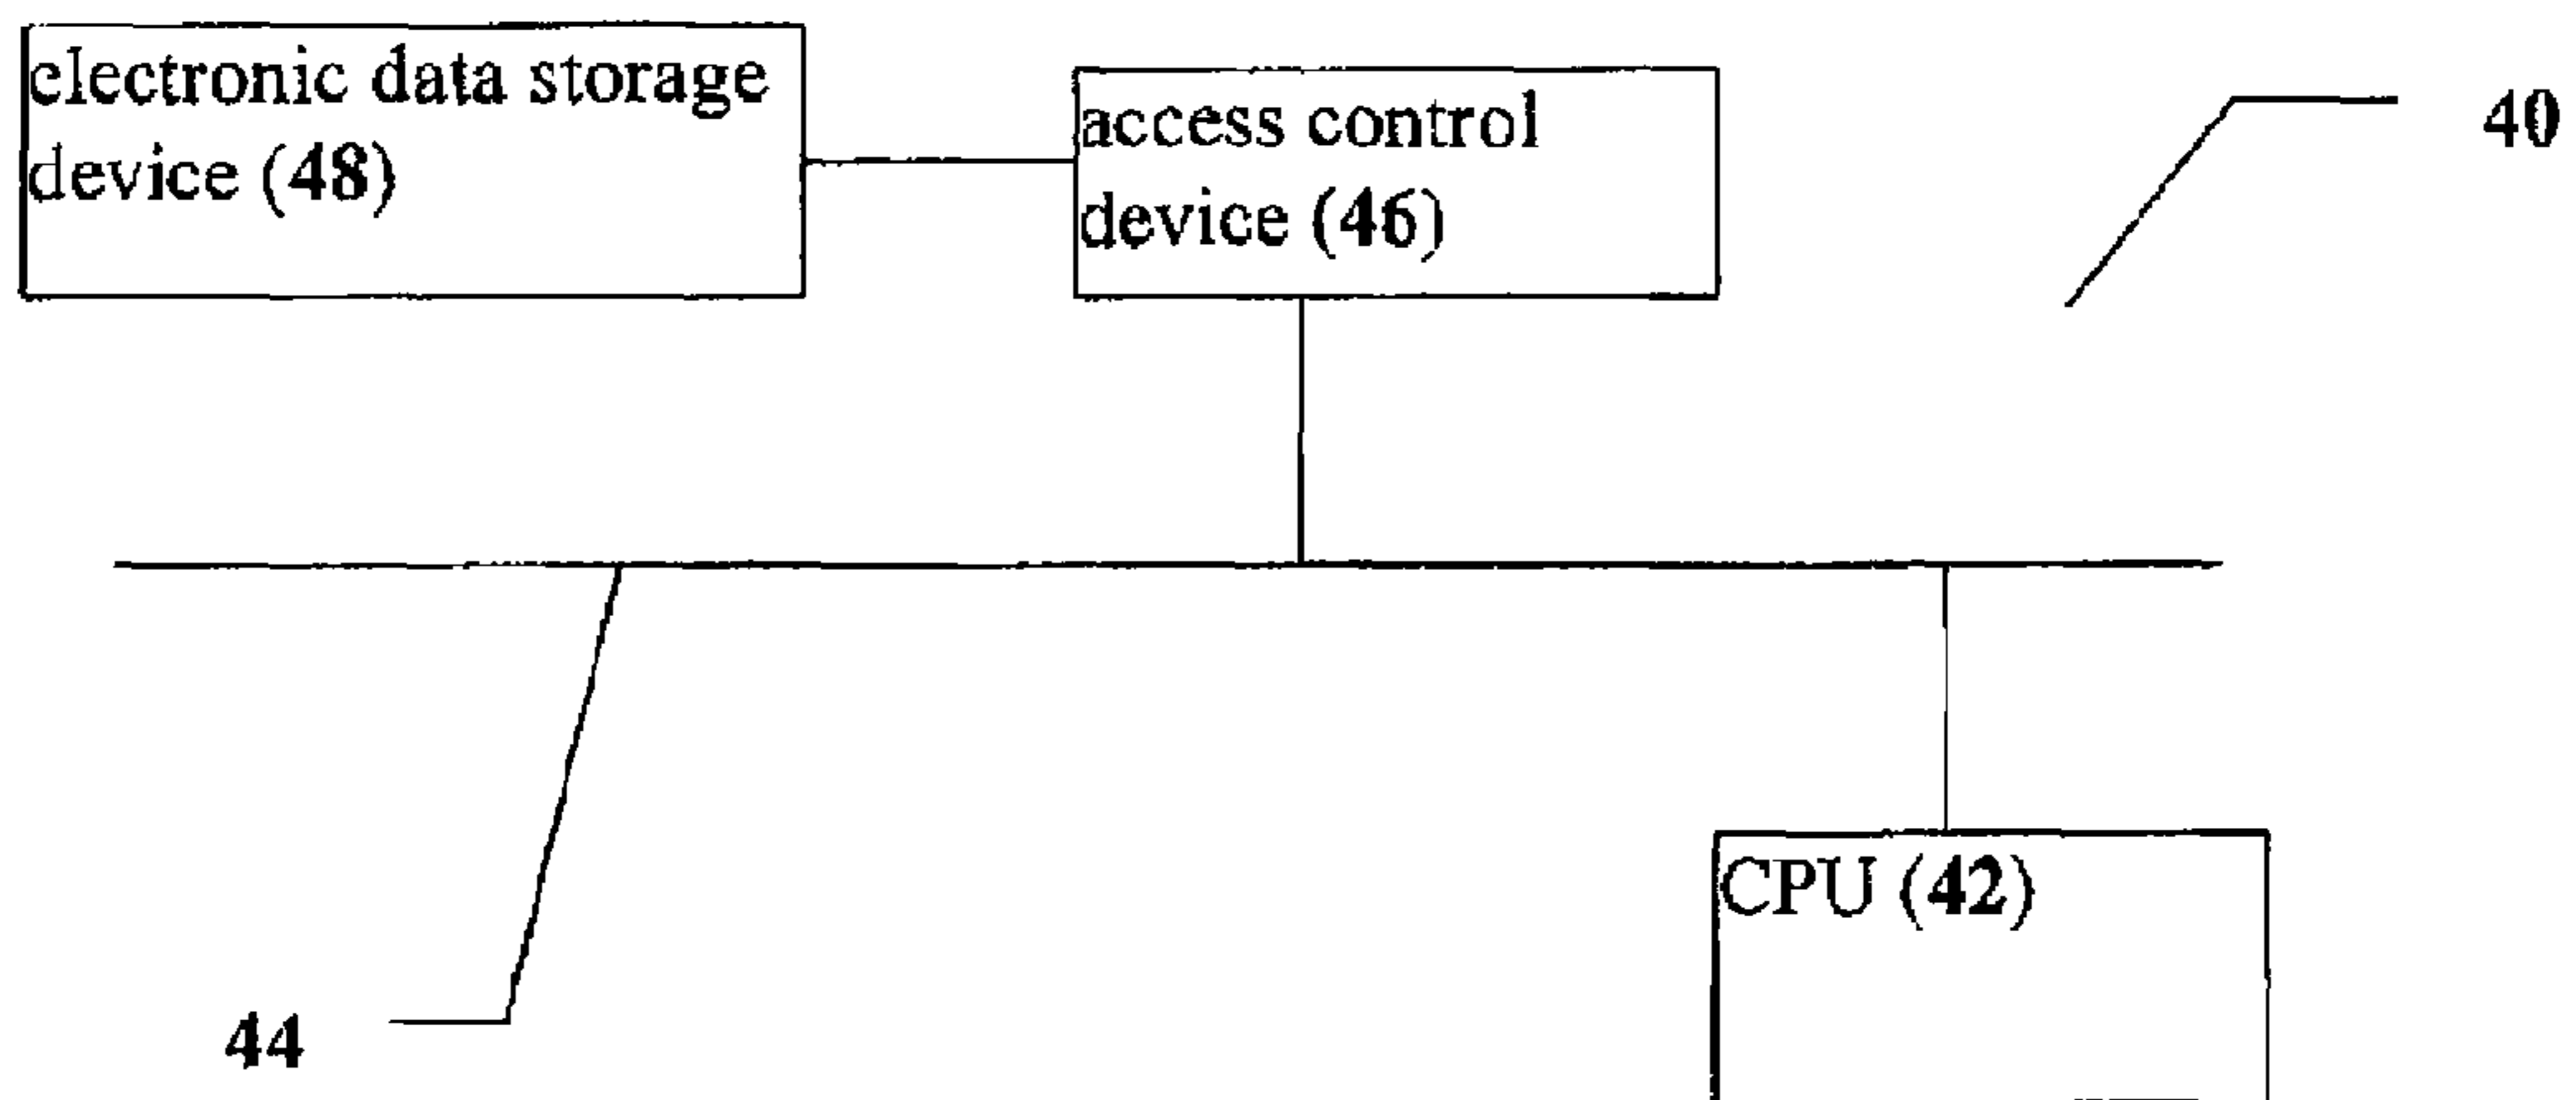 electronic data storage
device (48)
access control
device (46)
40
CPU (42)
44